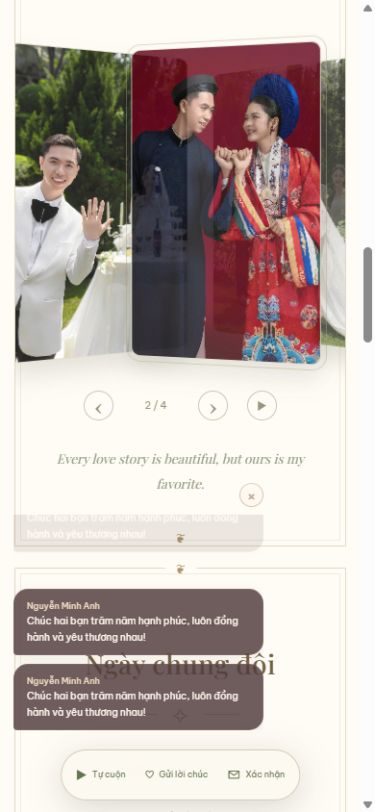 2 / 4
Every love story is beautiful, but ours is my
favorite.
Chúc hai bạn trăm năm hạnh phúc, luôn đồng
hành và yêu thương nhau!
Nguyễn Minh Anh
Chúc hai bạn trăm năm hạnh phúc, luôn đồng
hành và yêu thương nhau!
Ngày chung đôi
Nguyễn Minh Anh
Chúc hai bạn trăm năm hạnh phúc, luôn đồng
hành và yêu thương nhau!
Tự cuộn Gửi lời chúc Xác nhận